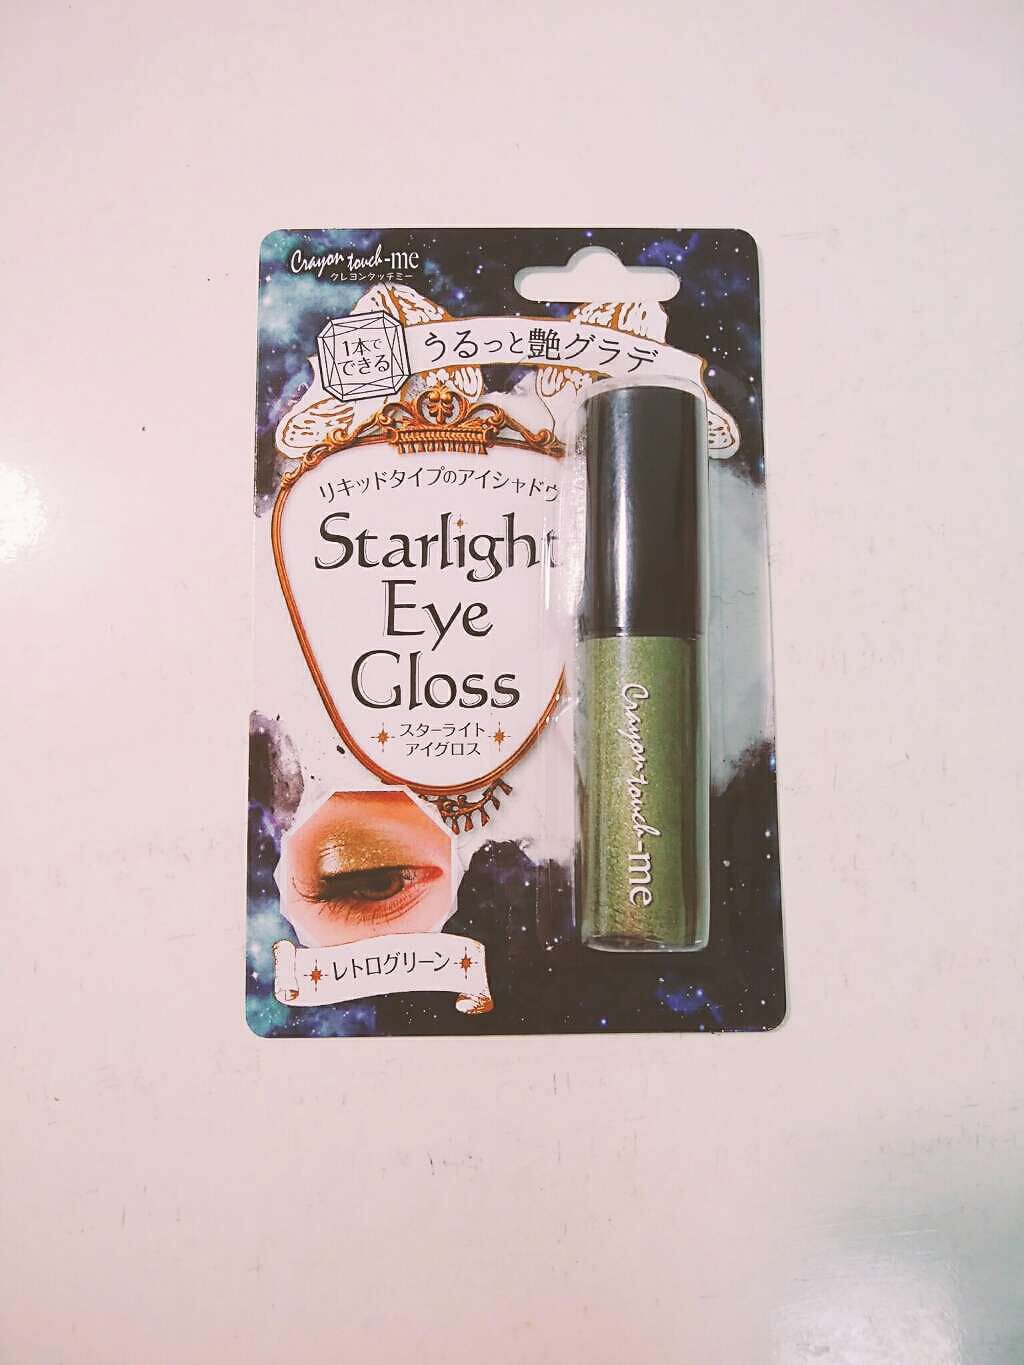 Crayon touch-me
クレヨンタッチミー
1本で
できる
うるっと艶グラデ
リキッドタイプのアイシャドウ
Starlight
Eye
Gloss
スターライト
アイグロス
レトログリーン
Crayon touch-me